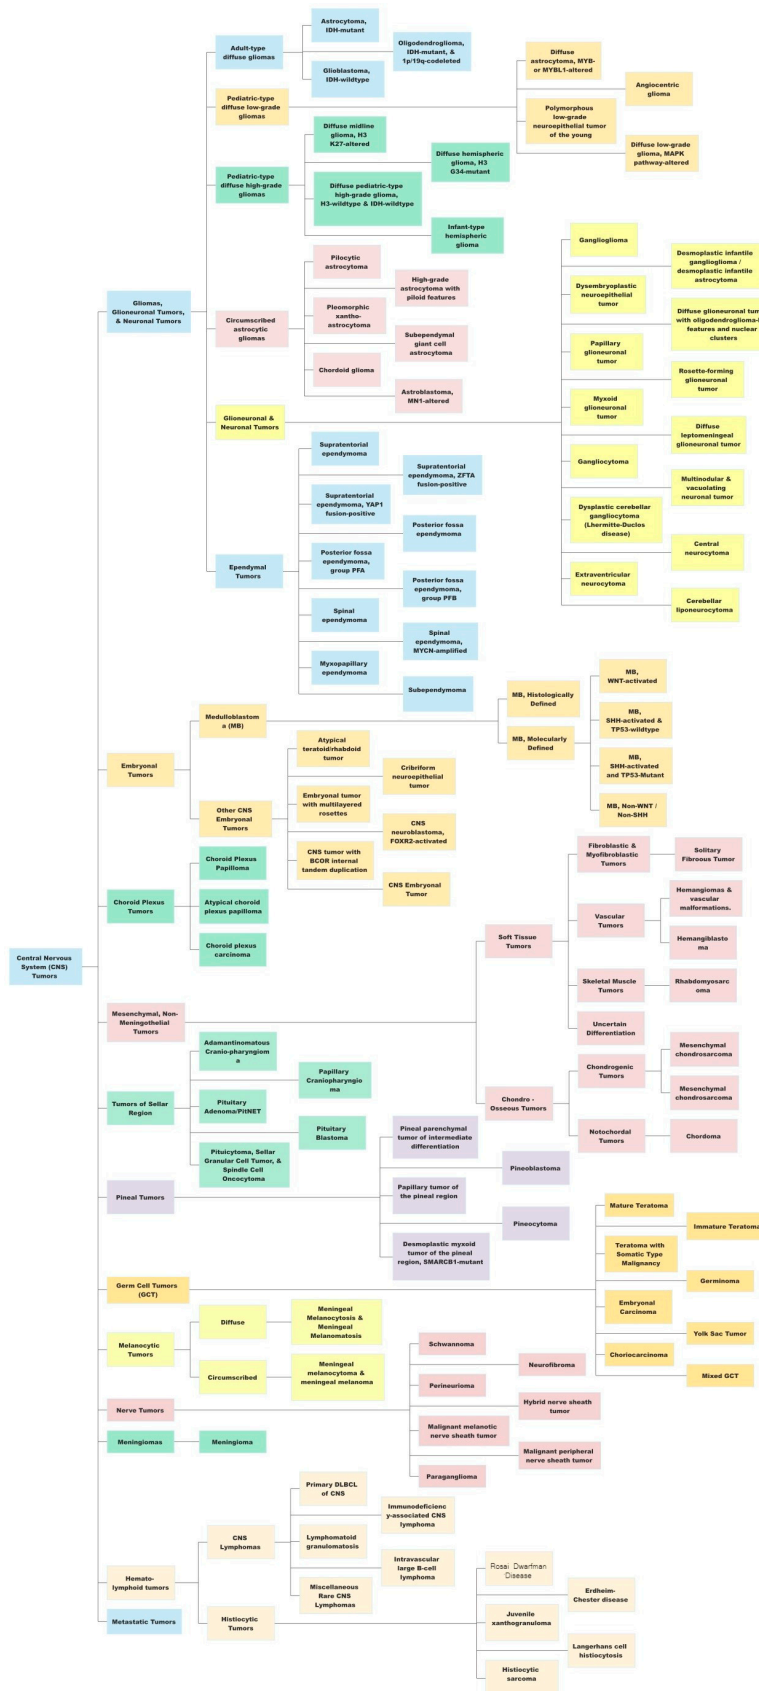 Astrocytoma,
IDH-mutant
Adult-type
diffuse gliomas
Oligodendroglioma,
IDH-mutant, &
1p/19q-codeleted
Glioblastoma,
IDH-wildtype
Diffuse
astrocytoma, MYB-
or MYBL1-altered
Angiocentric
glioma
Pediatric-type
diffuse low-grade
gliomas
Polymorphous
low-grade
neuroepithelial tumor
of the young
Diffuse low-grade
glioma, MAPK
pathway-altered
Diffuse midline
glioma, H3
K27-altered
Diffuse hemispheric
glioma, H3
G34-mutant
Pediatric-type
diffuse high-grade
gliomas
Diffuse pediatric-type
high-grade glioma,
H3-wildtype & IDH-wildtype
Infant-type
hemispheric
glioma
Gliomas,
Glioneuronal Tumors,
& Neuronal Tumors
Pilocytic
astrocytoma
High-grade
astrocytoma with
piloid features
Circumscribed
astrocytic
gliomas
Pleomorphic
xantho-
astrocytoma
Subependymal
giant cell
astrocytoma
Chordoid glioma
Astroblastoma,
MN1-altered
Ganglioglioma
Desmoplastic infantile
ganglioglioma /
desmoplastic infantile
astrocytoma
Dysembryoplastic
neuroepithelial
tumor
Diffuse glioneuronal tum
with oligodendroglioma-l
features and nuclear
clusters
Papillary
glioneuronal
tumor
Rosette-forming
glioneuronal
tumor
Glioneuronal &
Neuronal Tumors
Myxoid
glioneuronal
tumor
Diffuse
leptomeningeal
glioneuronal tumor
Gangliocytoma
Multinodular &
vacuolating
neuronal tumor
Dysplastic cerebellar
gangliocytoma
(Lhermitte-Duclos
disease)
Central
neurocytoma
Extraventricular
neurocytoma
Cerebellar
liponeurocytoma
Supratentorial
ependymoma
Supratentorial
ependymoma, ZFTA
fusion-positive
Supratentorial
ependymoma, YAP1
fusion-positive
Posterior fossa
ependymoma
Ependymal
Tumors
Posterior fossa
ependymoma,
group PFA
Posterior fossa
ependymoma,
group PFB
Spinal
ependymoma
Spinal
ependymoma,
MYCN-amplified
Myxopapillary
ependymoma
Subependymoma
Embryonal
Tumors
Medulloblastom
a (MB)
MB, Histologically
Defined
MB, Molecularly
Defined
MB,
WNT-activated
MB,
SHH-activated &
TP53-wildtype
MB,
SHH-activated
and TP53-Mutant
MB, Non-WNT /
Non-SHH
Other CNS
Embryonal
Tumors
Atypical
teratoid/rhabdoid
tumor
Cribriform
neuroepithelial
tumor
Embryonal tumor
with multilayered
rosettes
CNS
neuroblastoma,
FOXR2-activated
CNS tumor with
BCOR internal
tandem duplication
CNS Embryonal
Tumor
Choroid Plexus
Tumors
Choroid Plexus
Papilloma
Atypical choroid
plexus papilloma
Choroid plexus
carcinoma
Central Nervous
System (CNS)
Tumors
Mesenchymal, Non-
Meningothelial
Tumors
Soft Tissue
Tumors
Fibroblastic &
Myofibroblastic
Tumors
Solitary
Fibroous Tumor
Vascular
Tumors
Hemangiomas &
vascular
malformations.
Hemangiblasto
ma
Skeletal Muscle
Tumors
Rhabdomyosarc
oma
Uncertain
Differentiation
Chondro -
Osseous Tumors
Chondrogenic
Tumors
Mesenchymal
chondrosarcoma
Mesenchymal
chondrosarcoma
Notochordal
Tumors
Chordoma
Tumors of Sellar
Region
Adamantinomatous
Cranio-pharyngiom
a
Papillary
Craniopharyngi
oma
Pituitary
Adenoma/PitNET
Pituitary
Blastoma
Pituicytoma, Sellar
Granular Cell Tumor, &
Spindle Cell
Oncocytoma
Pineal Tumors
Pineal parenchymal
tumor of intermediate
differentiation
Pineoblastoma
Papillary tumor of
the pineal region
Pineocytoma
Desmoplastic myxoid
tumor of the pineal
region, SMARCB1-mutant
Germ Cell Tumors
(GCT)
Mature Teratoma
Immature Teratoma
Teratoma with
Somatic Type
Malignancy
Germinoma
Embryonal
Carcinoma
Yolk Sac Tumor
Choriocarcinoma
Mixed GCT
Melanocytic
Tumors
Diffuse
Meningeal
Melanocytosis &
Meningeal
Melanomatosis
Circumscribed
Meningeal
melanocytoma &
meningeal melanoma
Nerve Tumors
Schwannoma
Neurofibroma
Perineurioma
Hybrid nerve sheath
tumor
Malignant melanotic
nerve sheath tumor
Malignant peripheral
nerve sheath tumor
Paraganglioma
Meningiomas
Meningioma
Hemato-
lymphoid tumors
CNS
Lymphomas
Primary DLBCL
of CNS
Immunodeficienc
y-associated CNS
lymphoma
Lymphomatoid
granulomatosis
Intravascular
large B-cell
lymphoma
Miscellaneous
Rare CNS
Lymphomas
Histiocytic
Tumors
Rosai Dwarfman
Disease
Erdheim-
Chester disease
Juvenile
xanthogranuloma
Langerhans cell
histiocytosis
Histiocytic
sarcoma
Metastatic Tumors